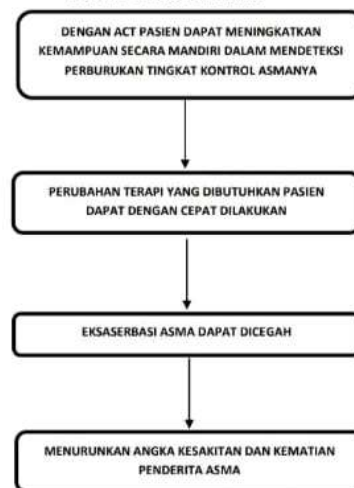 DENGAN ACT PASIEN DAPAT MENINGKATKAN
KEMAMPUAN SECARA MANDIRI DALAM MENDETEKSI
PERBURUKAN TINGKAT KONTROL ASMANYA
PERUBAHAN TERAPI YANG DIBUTUHKAN PASIEN
DAPAT DENGAN CEPAT DILAKUKAN
EKSASERBASI ASMA DAPAT DICEGAH
MENURUNKAN ANGKA KESAKITAN DAN KEMATIAN
PENDERITA ASMA